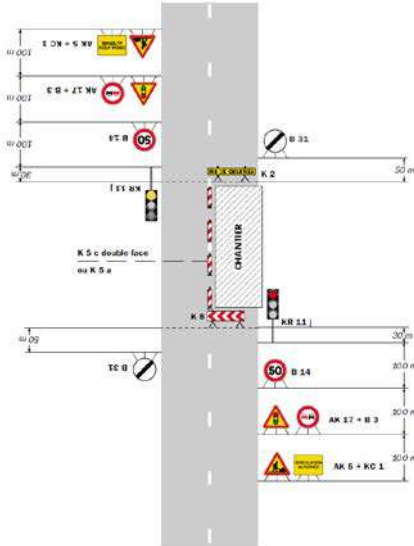 100 m
AK 5 + KC 1
100 m
AK 17 + B 3
100 m
50
B 14
30 m
KR 11 j
B 31
50 m
K 2
CHANTIER
K 5 c double face
ou K 5 a
K 8
KR 11 j
50 m
B 31
30 m
50
B 14
100 m
AK 17 + B 3
100 m
AK 5 + KC 1
100 m
CIRCULATION
ALTERNEE